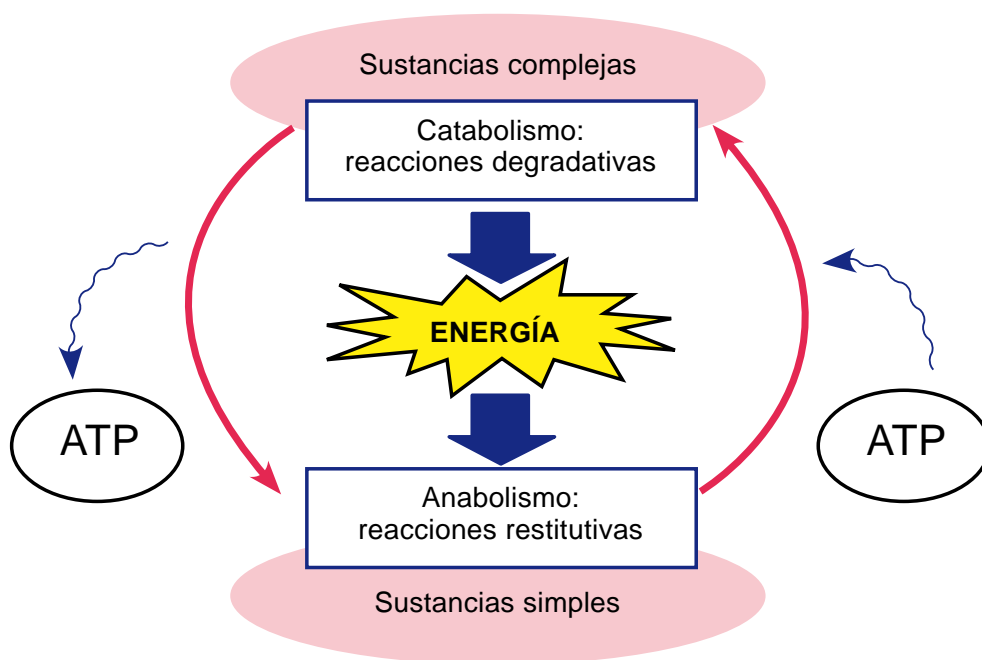 Sustancias complejas
Catabolismo:
reacciones degradativas
ENERGÍA
ATP
ATP
Anabolismo:
reacciones restitutivas
Sustancias simples